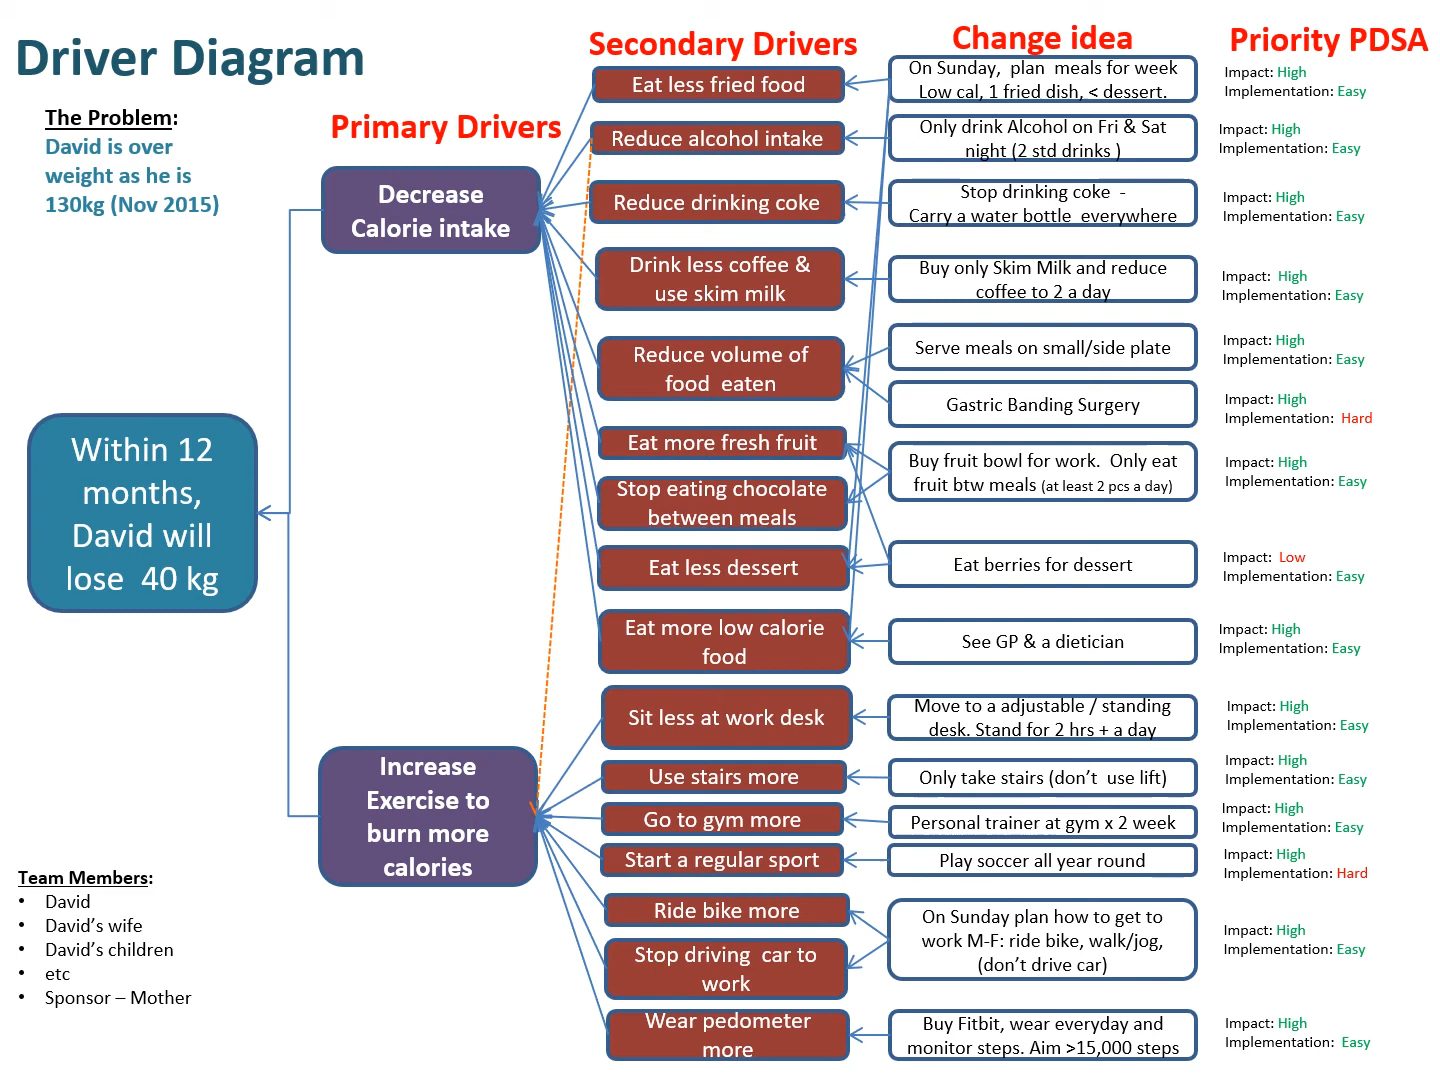 Driver Diagram
The Problem:
David is over
weight as he is
130kg (Nov 2015)
Within 12
months,
David will
lose 40 kg
Team Members:
• David
• David's wife
• David's children
• etc
• Sponsor – Mother
Primary Drivers
Decrease
Calorie intake
Increase
Exercise to
burn more
calories
Secondary Drivers
Eat less fried food
Reduce alcohol intake
Reduce drinking coke
Drink less coffee &
use skim milk
Reduce volume of
food eaten
Eat more fresh fruit
Stop eating chocolate
between meals
Eat less dessert
Eat more low calorie
food
Sit less at work desk
Use stairs more
Go to gym more
Start a regular sport
Ride bike more
Stop driving car to
work
Wear pedometer
more
Change idea
On Sunday, plan meals for week
Low cal, 1 fried dish, < dessert.
Only drink Alcohol on Fri & Sat
night (2 std drinks )
Stop drinking coke -
Carry a water bottle everywhere
Buy only Skim Milk and reduce
coffee to 2 a day
Serve meals on small/side plate
Gastric Banding Surgery
Buy fruit bowl for work. Only eat
fruit btw meals (at least 2 pcs a day)
Eat berries for dessert
See GP & a dietician
Move to a adjustable / standing
desk. Stand for 2 hrs + a day
Only take stairs (don't use lift)
Personal trainer at gym x 2 week
Play soccer all year round
On Sunday plan how to get to
work M-F: ride bike, walk/jog,
(don't drive car)
Buy Fitbit, wear everyday and
monitor steps. Aim >15,000 steps
Priority PDSA
Impact: High
Implementation: Easy
Impact: High
Implementation: Easy
Impact: High
Implementation: Easy
Impact: High
Implementation: Easy
Impact: High
Implementation: Easy
Impact: High
Implementation: Hard
Impact: High
Implementation: Easy
Impact: Low
Implementation: Easy
Impact: High
Implementation: Easy
Impact: High
Implementation: Easy
Impact: High
Implementation: Easy
Impact: High
Implementation: Easy
Impact: High
Implementation: Hard
Impact: High
Implementation: Easy
Impact: High
Implementation: Easy